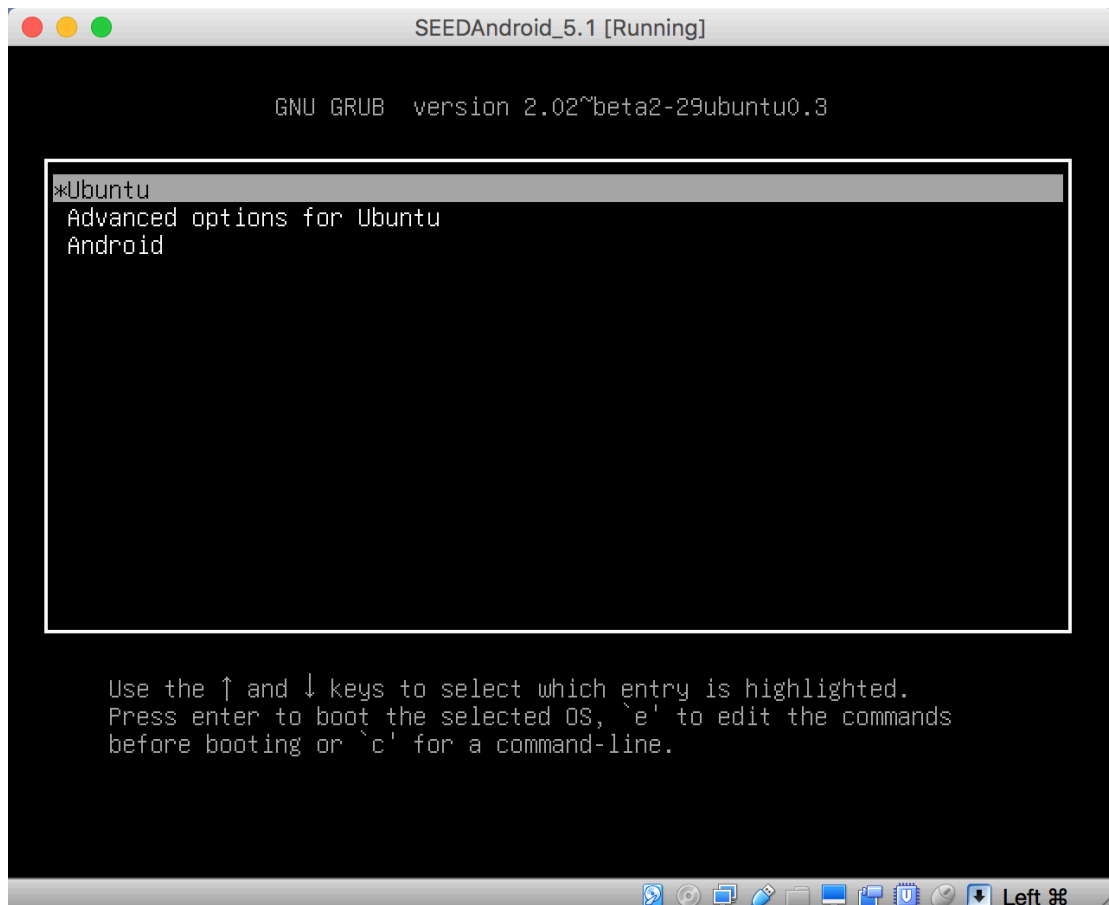 SEEDAndroid_5.1 [Running]
GNU GRUB  version 2.02~beta2-29ubuntu0.3
*Ubuntu
Advanced options for Ubuntu
Android
Use the ↑ and ↓ keys to select which entry is highlighted.
Press enter to boot the selected OS, `e' to edit the commands
before booting or `c' for a command-line.
Left ⌘